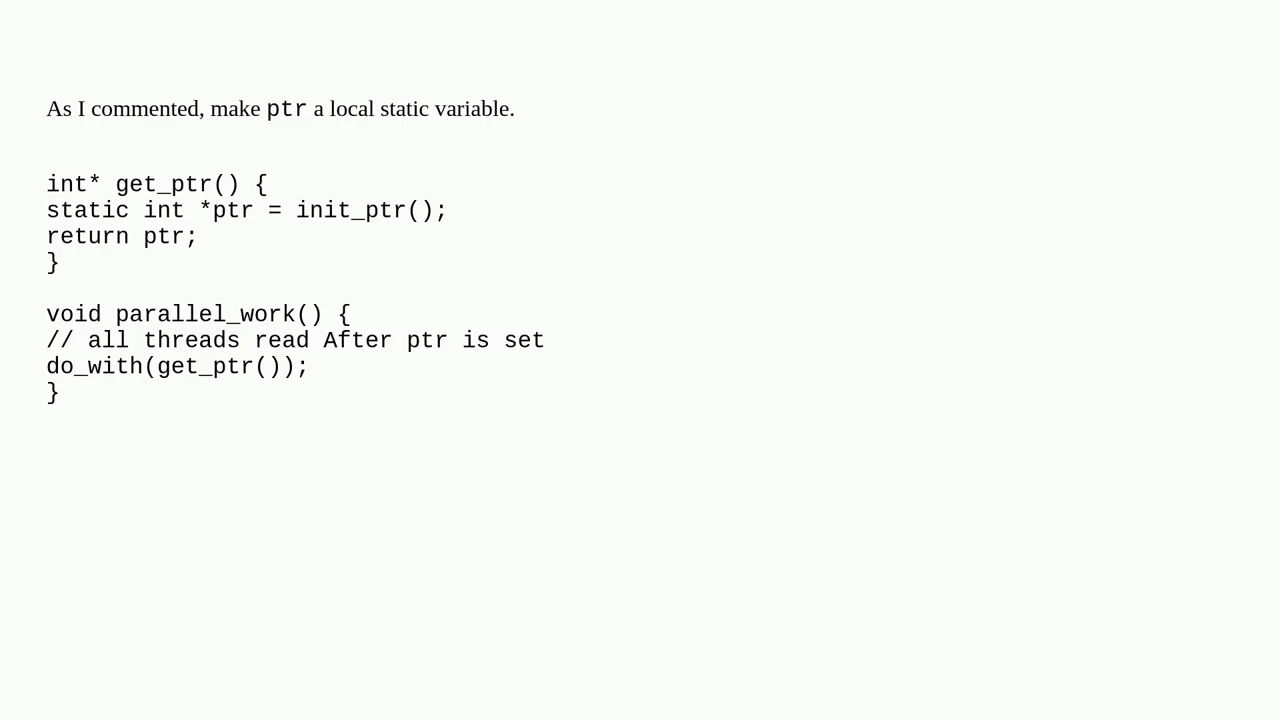 As I commented, make ptr a local static variable.
int* get_ptr() {
static int *ptr = init_ptr();
return ptr;
}
void parallel_work() {
// all threads read After ptr is set
do_with(get_ptr());
}